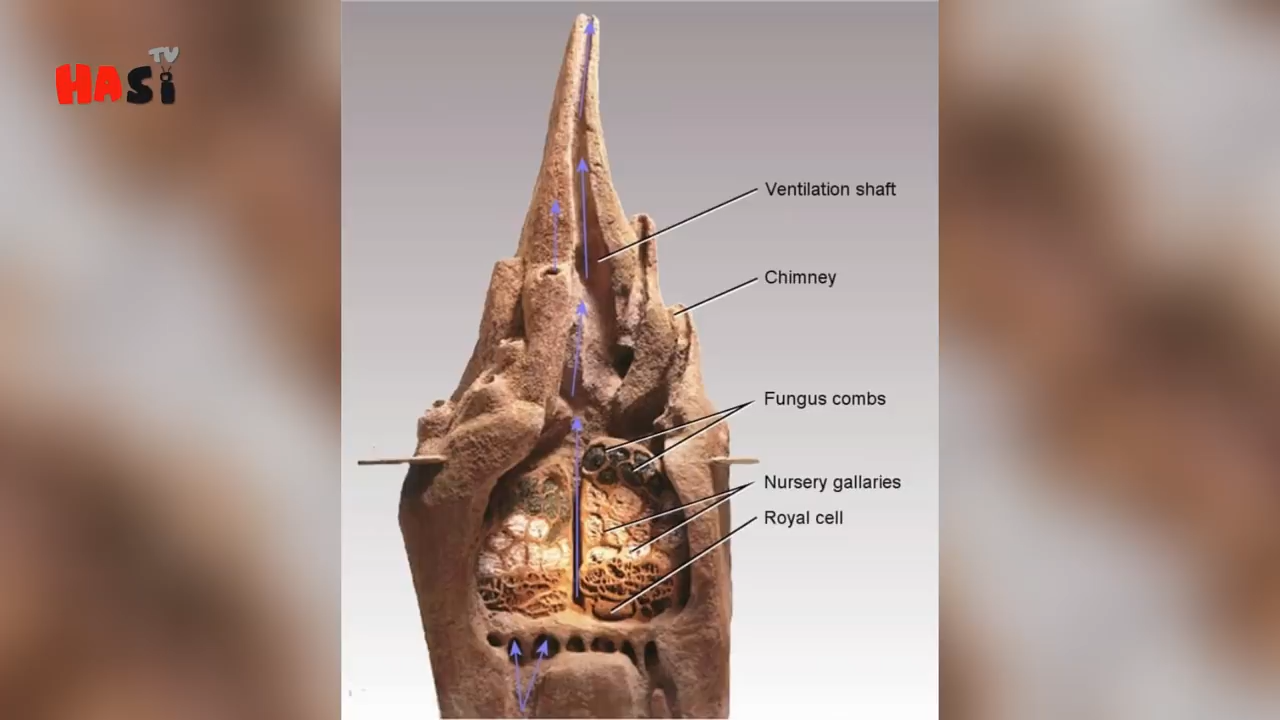 HASi TV
Ventilation shaft
Chimney
Fungus combs
Nursery gallaries
Royal cell